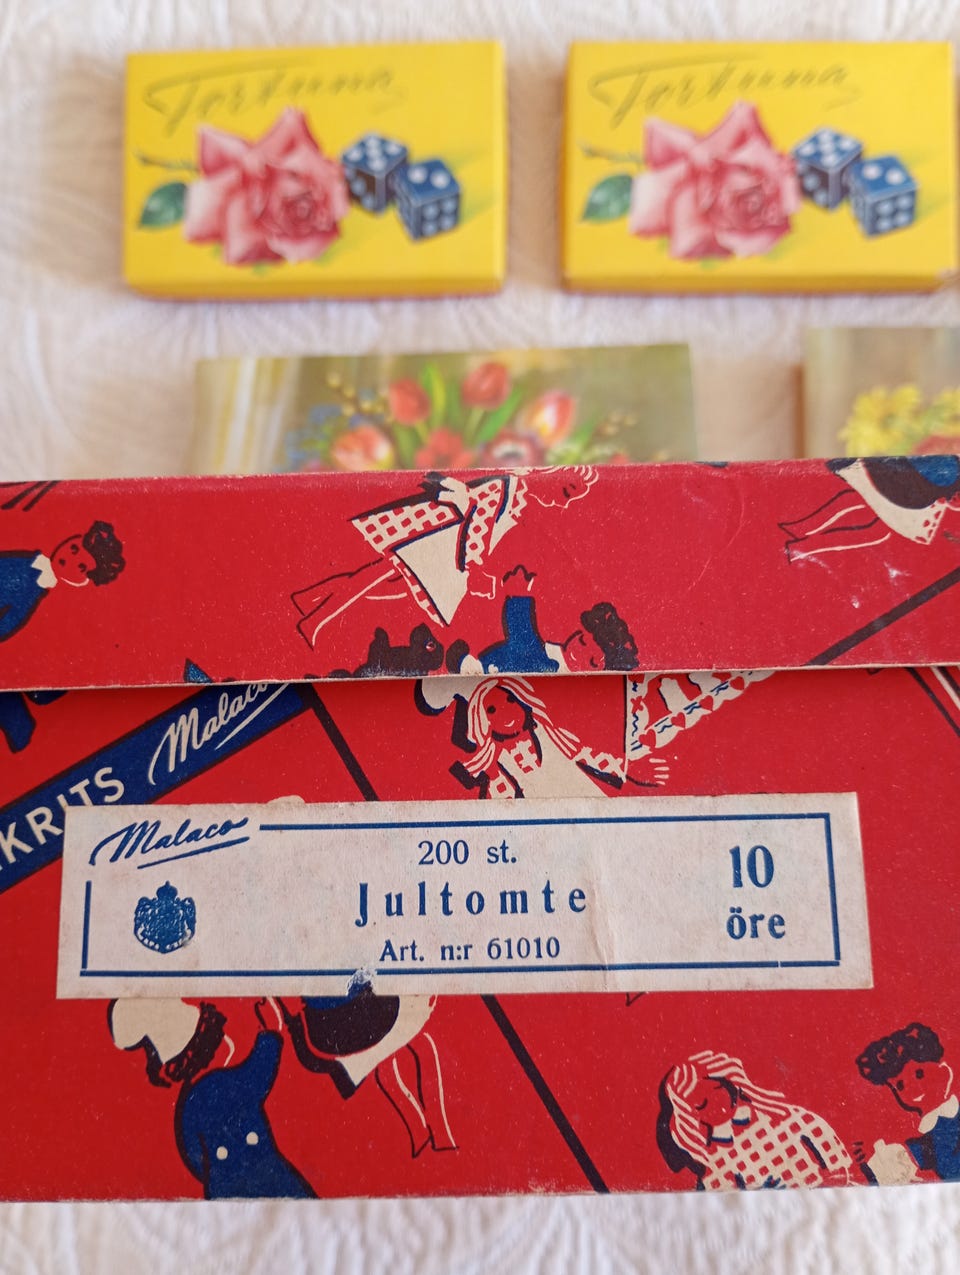 Fortuna
Fortuna
Malaco
KRITS
Malaco
200 st.
Jultomte
Art. n:r 61010
10
öre